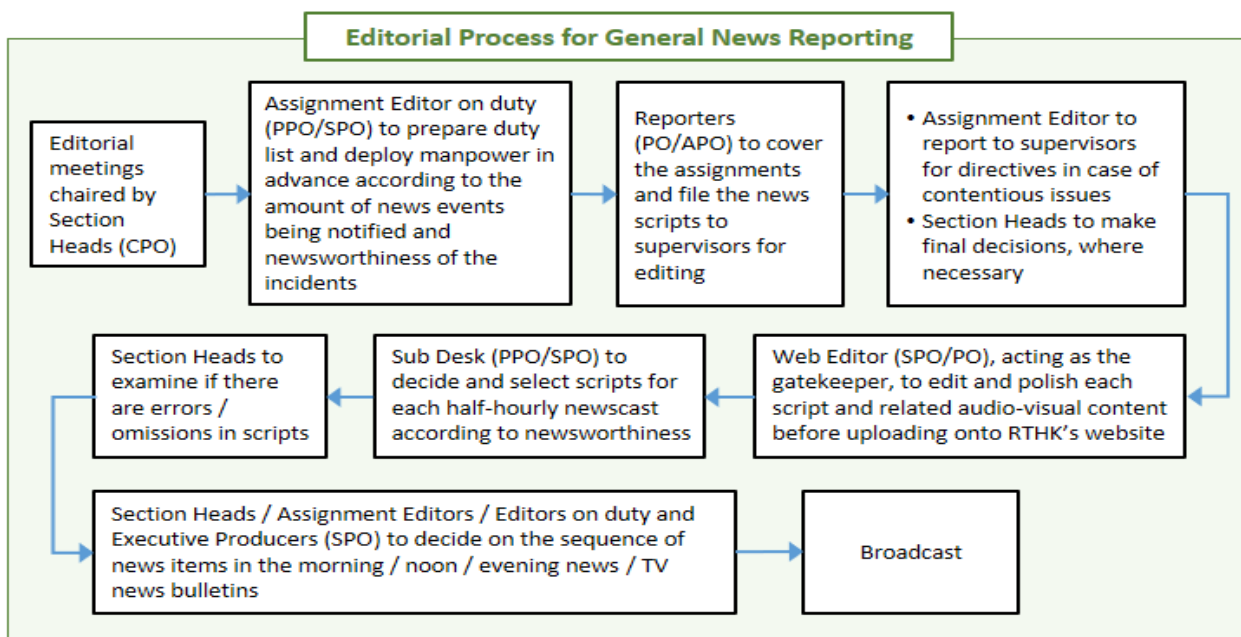 Editorial Process for General News Reporting
Editorial
meetings
chaired by
Section
Heads (CPO)
Assignment Editor on duty
(PPO/SPO) to prepare duty
list and deploy manpower in
advance according to the
amount of news events
being notified and
newsworthiness of the
incidents
Reporters
(PO/APO) to cover
the assignments
and file the news
scripts to
supervisors for
editing
• Assignment Editor to
report to supervisors
for directives in case of
contentious issues
• Section Heads to make
final decisions, where
necessary
Web Editor (SPO/PO), acting as the
gatekeeper, to edit and polish each
script and related audio-visual content
before uploading onto RTHK’s website
Sub Desk (PPO/SPO) to
decide and select scripts for
each half-hourly newscast
according to newsworthiness
Section Heads to
examine if there
are errors /
omissions in scripts
Section Heads / Assignment Editors / Editors on duty and
Executive Producers (SPO) to decide on the sequence of
news items in the morning / noon / evening news / TV
news bulletins
Broadcast